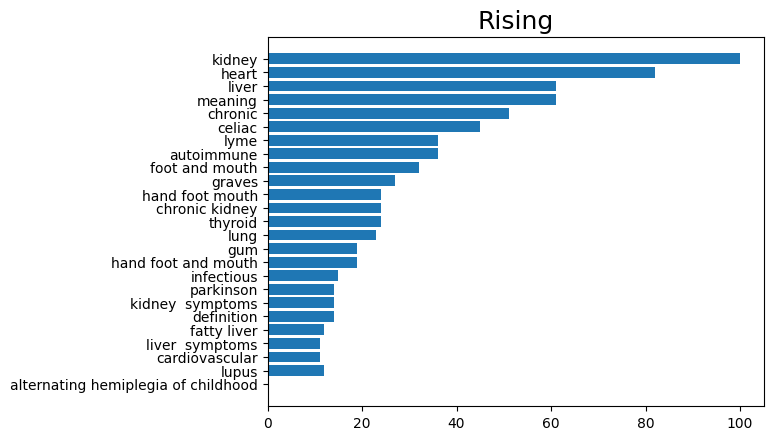 Rising
kidney
heart
liver
meaning
chronic
celiac
lyme
autoimmune
foot and mouth
graves
hand foot mouth
chronic kidney
thyroid
lung
gum
hand foot and mouth
infectious
parkinson
kidney  symptoms
definition
fatty liver
liver  symptoms
cardiovascular
lupus
alternating hemiplegia of childhood
0 20 40 60 80 100